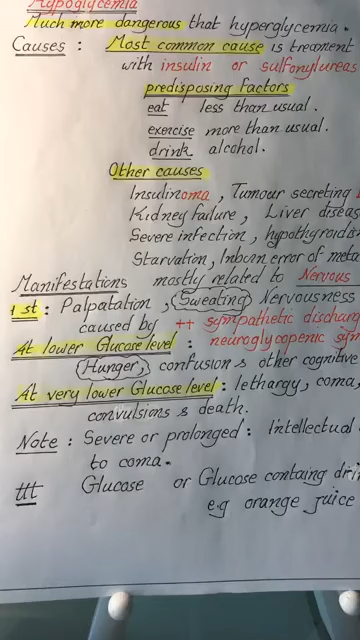 Hypoglycemia
Much more dangerous that hyperglycemia.
Causes : Most common cause is treatment
with insulin or sulfonylureas
predisposing factors
eat less than usual.
exercise more than usual.
drink alcohol.
Other causes
Insulinoma, Tumour secreting
Kidney failure, Liver diseas
Severe infection, hypothyroidis
Starvation, Inborn error of meta
Manifestations mostly related to Nervous
1st : Palpatation, Sweating, Nervousness
caused by ++ sympathetic discharg
At lower Glucose level : neuroglycopenic sym
Hunger, confusion & other cognitive
At very lower Glucose level : lethargy, coma,
convulsions & death.
Note : Severe or prolonged : Intellectual
to coma.
ttt Glucose or Glucose containg dri
e.g orange juice